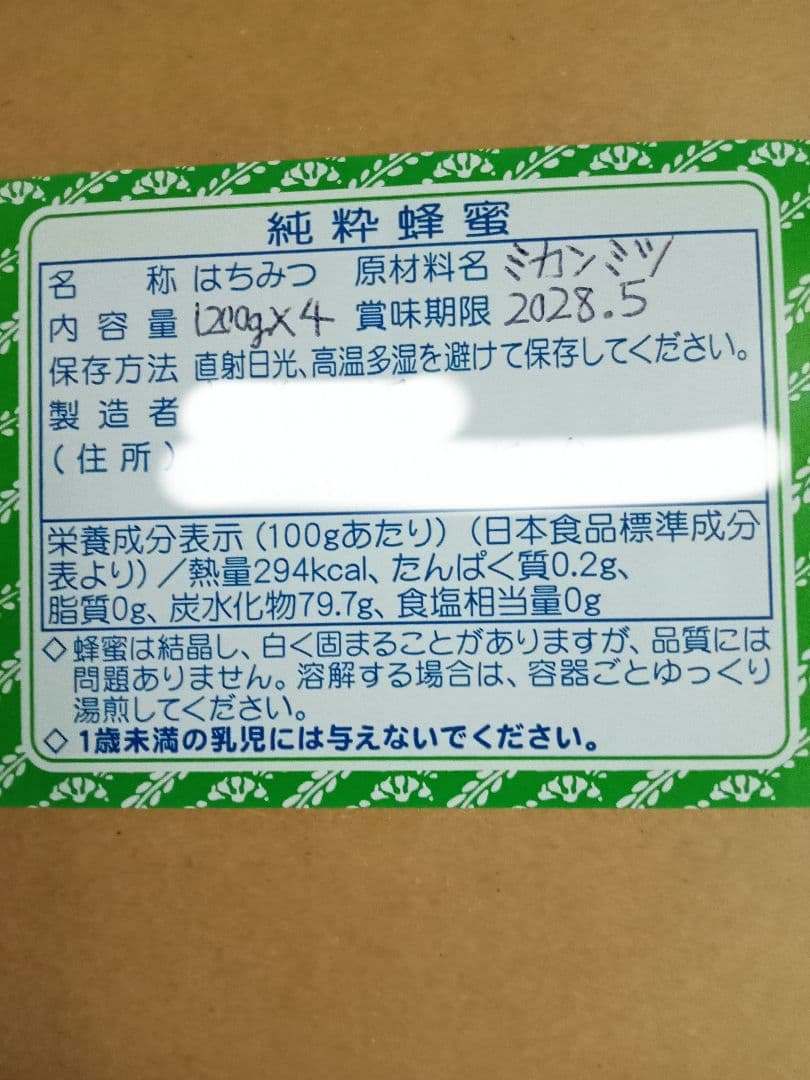 純粋蜂蜜
名称 はちみつ 原材料名 ミカンミツ
内容量 1200g×4 賞味期限 2028.5
保存方法 直射日光、高温多湿を避けて保存してください。
製造者
(住所)
栄養成分表示(100gあたり)(日本食品標準成分
表より)/熱量294kcal、たんぱく質0.2g、
脂質0g、炭水化物79.7g、食塩相当量0g
◇蜂蜜は結晶し、白く固まることがありますが、品質には
問題ありません。溶解する場合は、容器ごとゆっくり
湯煎してください。
◇1歳未満の乳児には与えないでください。